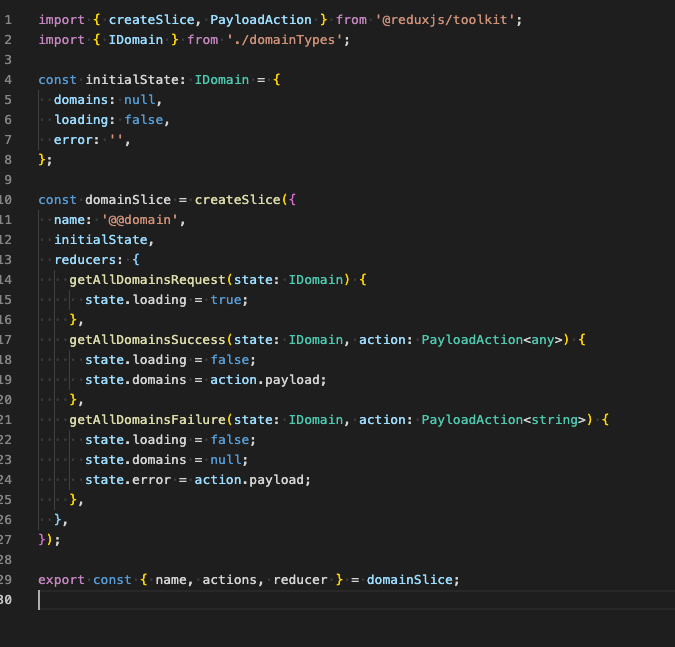 1 import { createSlice, PayloadAction } from '@reduxjs/toolkit';
2 import { IDomain } from './domainTypes';
3
4 const initialState: IDomain = {
5   domains: null,
6   loading: false,
7   error: '',
8 };
9
10 const domainSlice = createSlice({
11   name: '@@domain',
12   initialState,
13   reducers: {
14     getAllDomainsRequest(state: IDomain) {
15       state.loading = true;
16     },
17     getAllDomainsSuccess(state: IDomain, action: PayloadAction<any>) {
18       state.loading = false;
19       state.domains = action.payload;
20     },
21     getAllDomainsFailure(state: IDomain, action: PayloadAction<string>) {
22       state.loading = false;
23       state.domains = null;
24       state.error = action.payload;
25     },
26   },
27 });
28
29 export const { name, actions, reducer } = domainSlice;
30